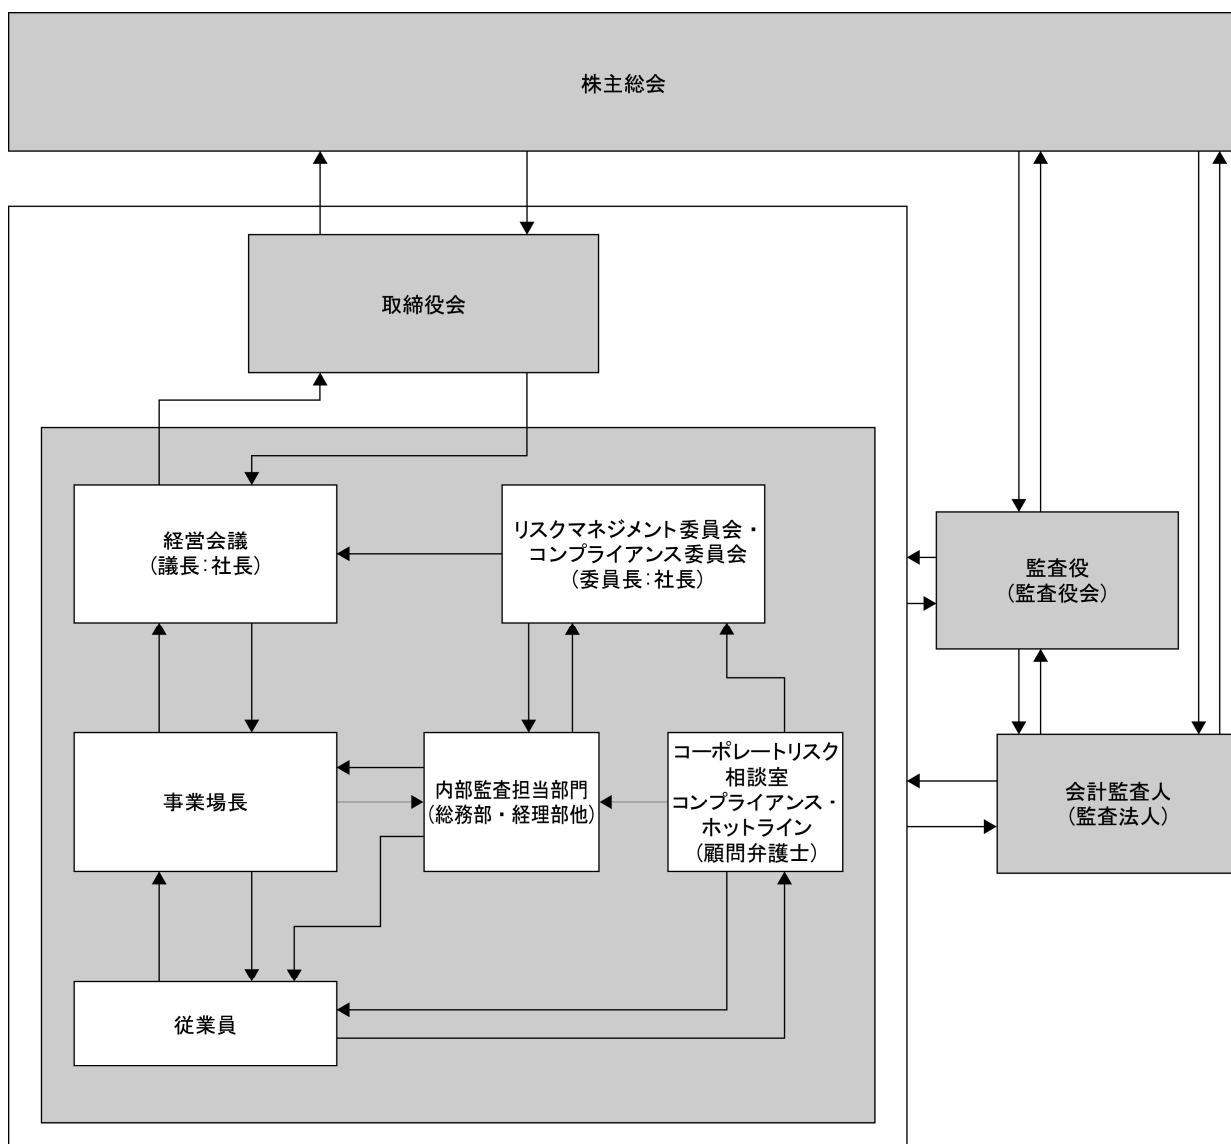 株主総会
取締役会
経営会議
(議長:社長)
リスクマネジメント委員会・
コンプライアンス委員会
(委員長:社長)
監査役
(監査役会)
事業場長
内部監査担当部門
(総務部・経理部他)
コーポレートリスク
相談室
コンプライアンス・
ホットライン
(顧問弁護士)
会計監査人
(監査法人)
従業員